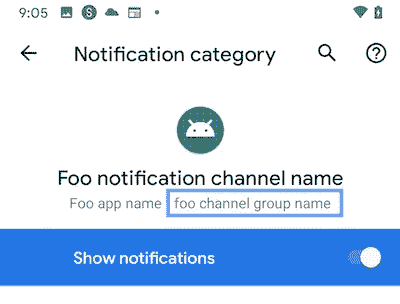 9:05
Notification category
Foo notification channel name
Foo app name foo channel group name
Show notifications